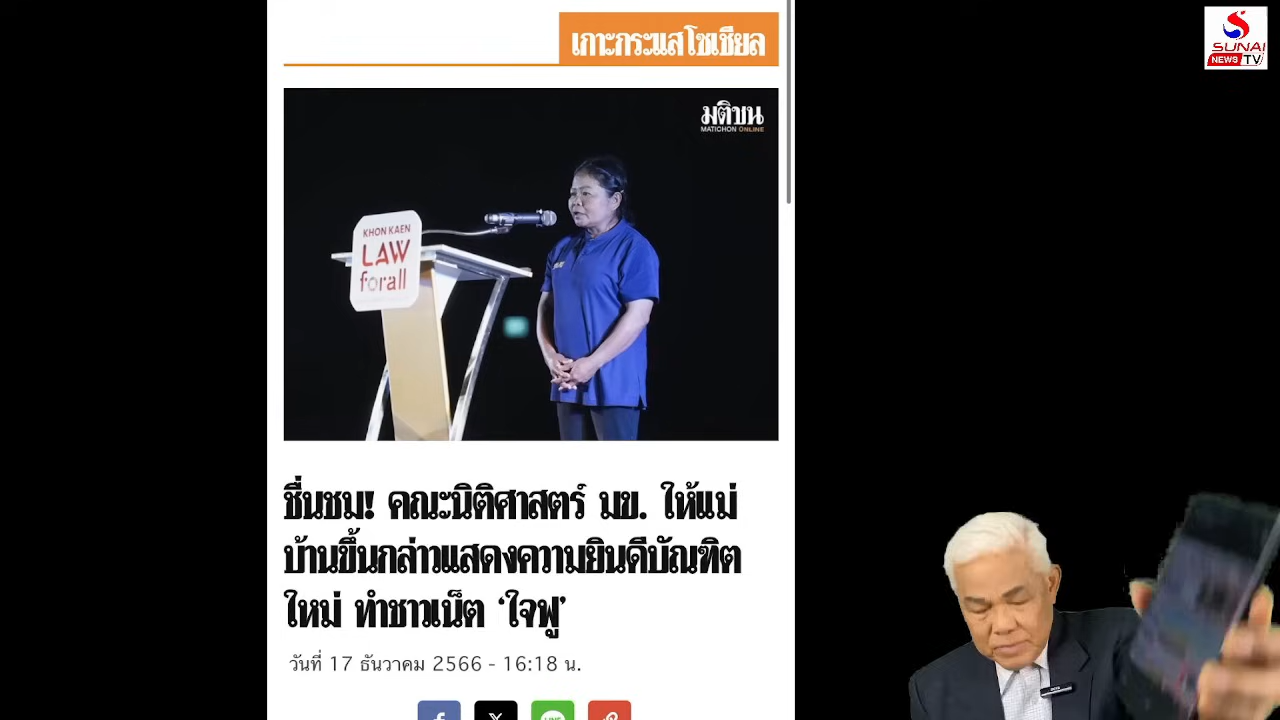 เกาะกระแสโซเชียล
SUNAI
NEWS TV
มติชน
MATICHON ONLINE
KHON KAEN
LAW
forall
ชื่นชม! คณะนิติศาสตร์ มข. ให้แม่
บ้านขึ้นกล่าวแสดงความยินดีบัณฑิต
ใหม่ ทำชาวเน็ต ‘ใจฟู’
วันที่ 17 ธันวาคม 2566 - 16:18 น.